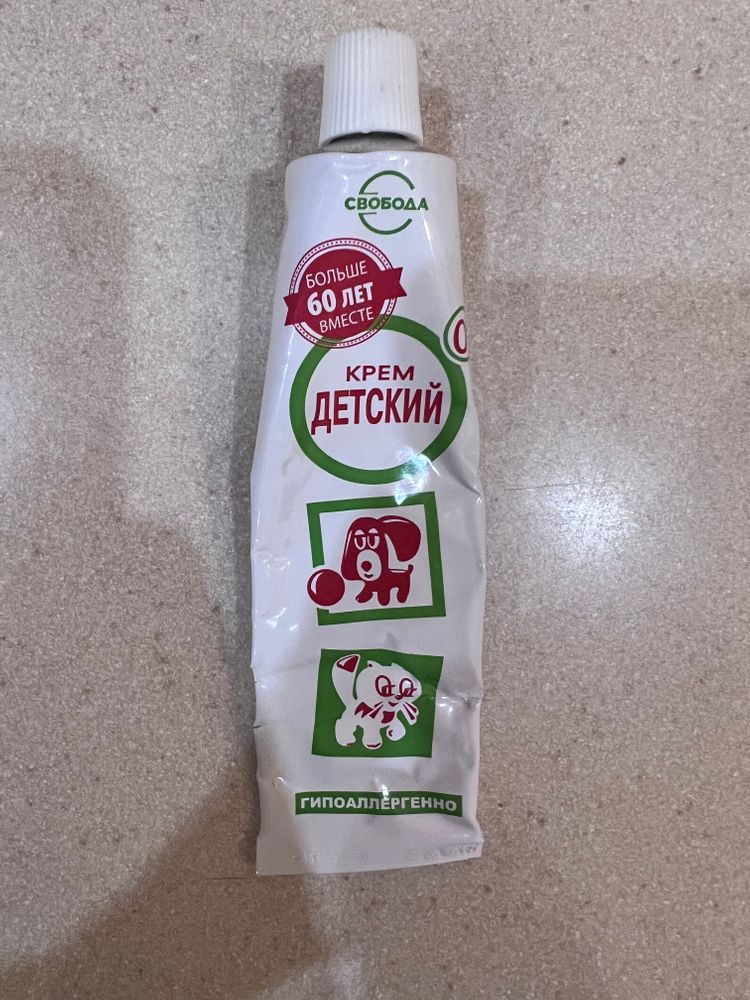 СВОБОДА
БОЛЬШЕ
60 ЛЕТ
ВМЕСТЕ
КРЕМ
ДЕТСКИЙ
ГИПОАЛЛЕРГЕННО